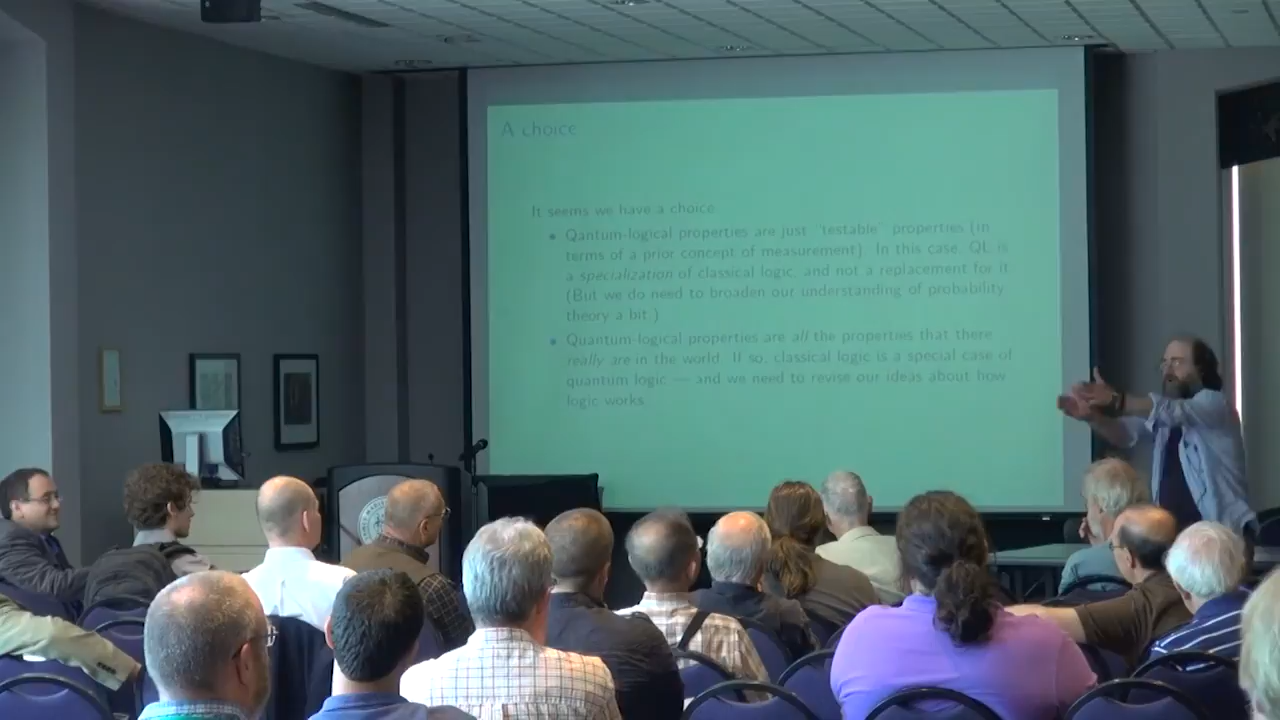 A choice
It seems we have a choice.
• Qantum-logical properties are just "testable" properties (in
terms of a prior concept of measurement). In this case, QL is
a specialization of classical logic, and not a replacement for it.
(But we do need to broaden our understanding of probability
theory a bit.)
• Quantum-logical properties are all the properties that there
really are in the world. If so, classical logic is a special case of
quantum logic — and we need to revise our ideas about how
logic works.